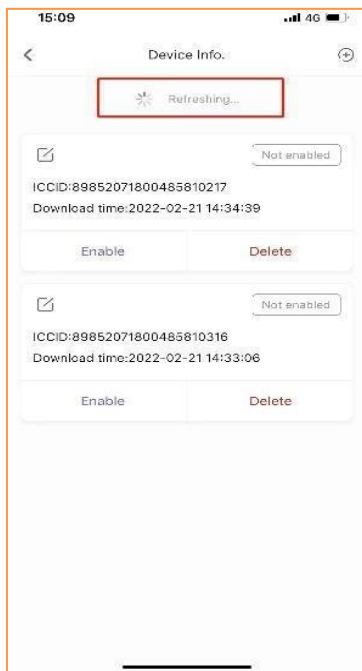 15:09
4G
Device Info.
Refreshing...
Not enabled
ICCID:89852071800485810217
Download time:2022-02-21 14:34:39
Enable
Delete
Not enabled
ICCID:89852071800485810316
Download time:2022-02-21 14:33:06
Enable
Delete